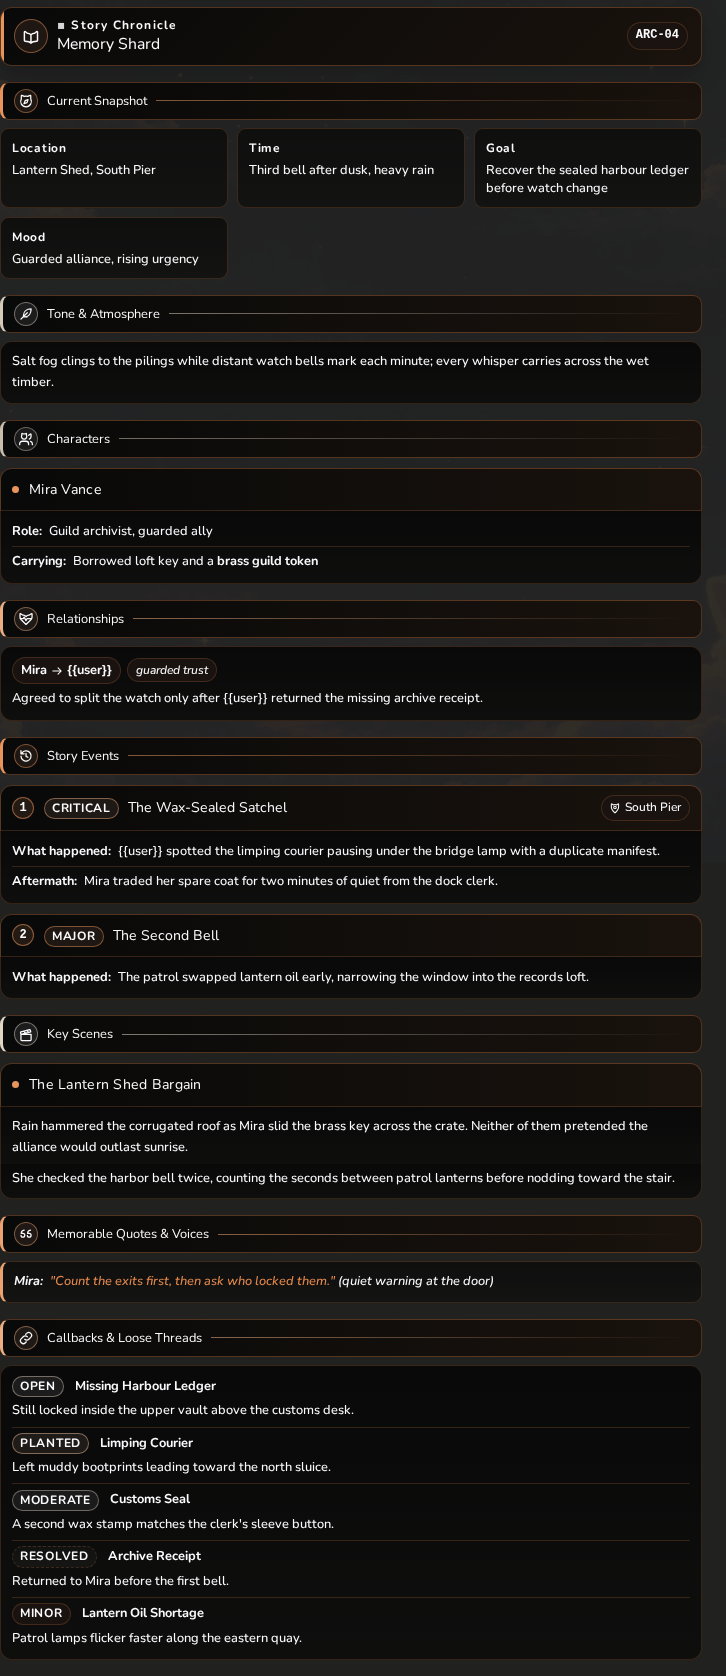 Story Chronicle
Memory Shard
ARC-04
Current Snapshot
Location
Lantern Shed, South Pier
Time
Third bell after dusk, heavy rain
Goal
Recover the sealed harbour ledger
before watch change
Mood
Guarded alliance, rising urgency
Tone & Atmosphere
Salt fog clings to the pilings while distant watch bells mark each minute; every whisper carries across the wet
timber.
Characters
Mira Vance
Role: Guild archivist, guarded ally
Carrying: Borrowed loft key and a brass guild token
Relationships
Mira → {{user}} guarded trust
Agreed to split the watch only after {{user}} returned the missing archive receipt.
Story Events
1 CRITICAL The Wax-Sealed Satchel South Pier
What happened: {{user}} spotted the limping courier pausing under the bridge lamp with a duplicate manifest.
Aftermath: Mira traded her spare coat for two minutes of quiet from the dock clerk.
2 MAJOR The Second Bell
What happened: The patrol swapped lantern oil early, narrowing the window into the records loft.
Key Scenes
The Lantern Shed Bargain
Rain hammered the corrugated roof as Mira slid the brass key across the crate. Neither of them pretended the
alliance would outlast sunrise.
She checked the harbor bell twice, counting the seconds between patrol lanterns before nodding toward the stair.
Memorable Quotes & Voices
Mira: "Count the exits first, then ask who locked them." (quiet warning at the door)
Callbacks & Loose Threads
OPEN Missing Harbour Ledger
Still locked inside the upper vault above the customs desk.
PLANTED Limping Courier
Left muddy bootprints leading toward the north sluice.
MODERATE Customs Seal
A second wax stamp matches the clerk's sleeve button.
RESOLVED Archive Receipt
Returned to Mira before the first bell.
MINOR Lantern Oil Shortage
Patrol lamps flicker faster along the eastern quay.